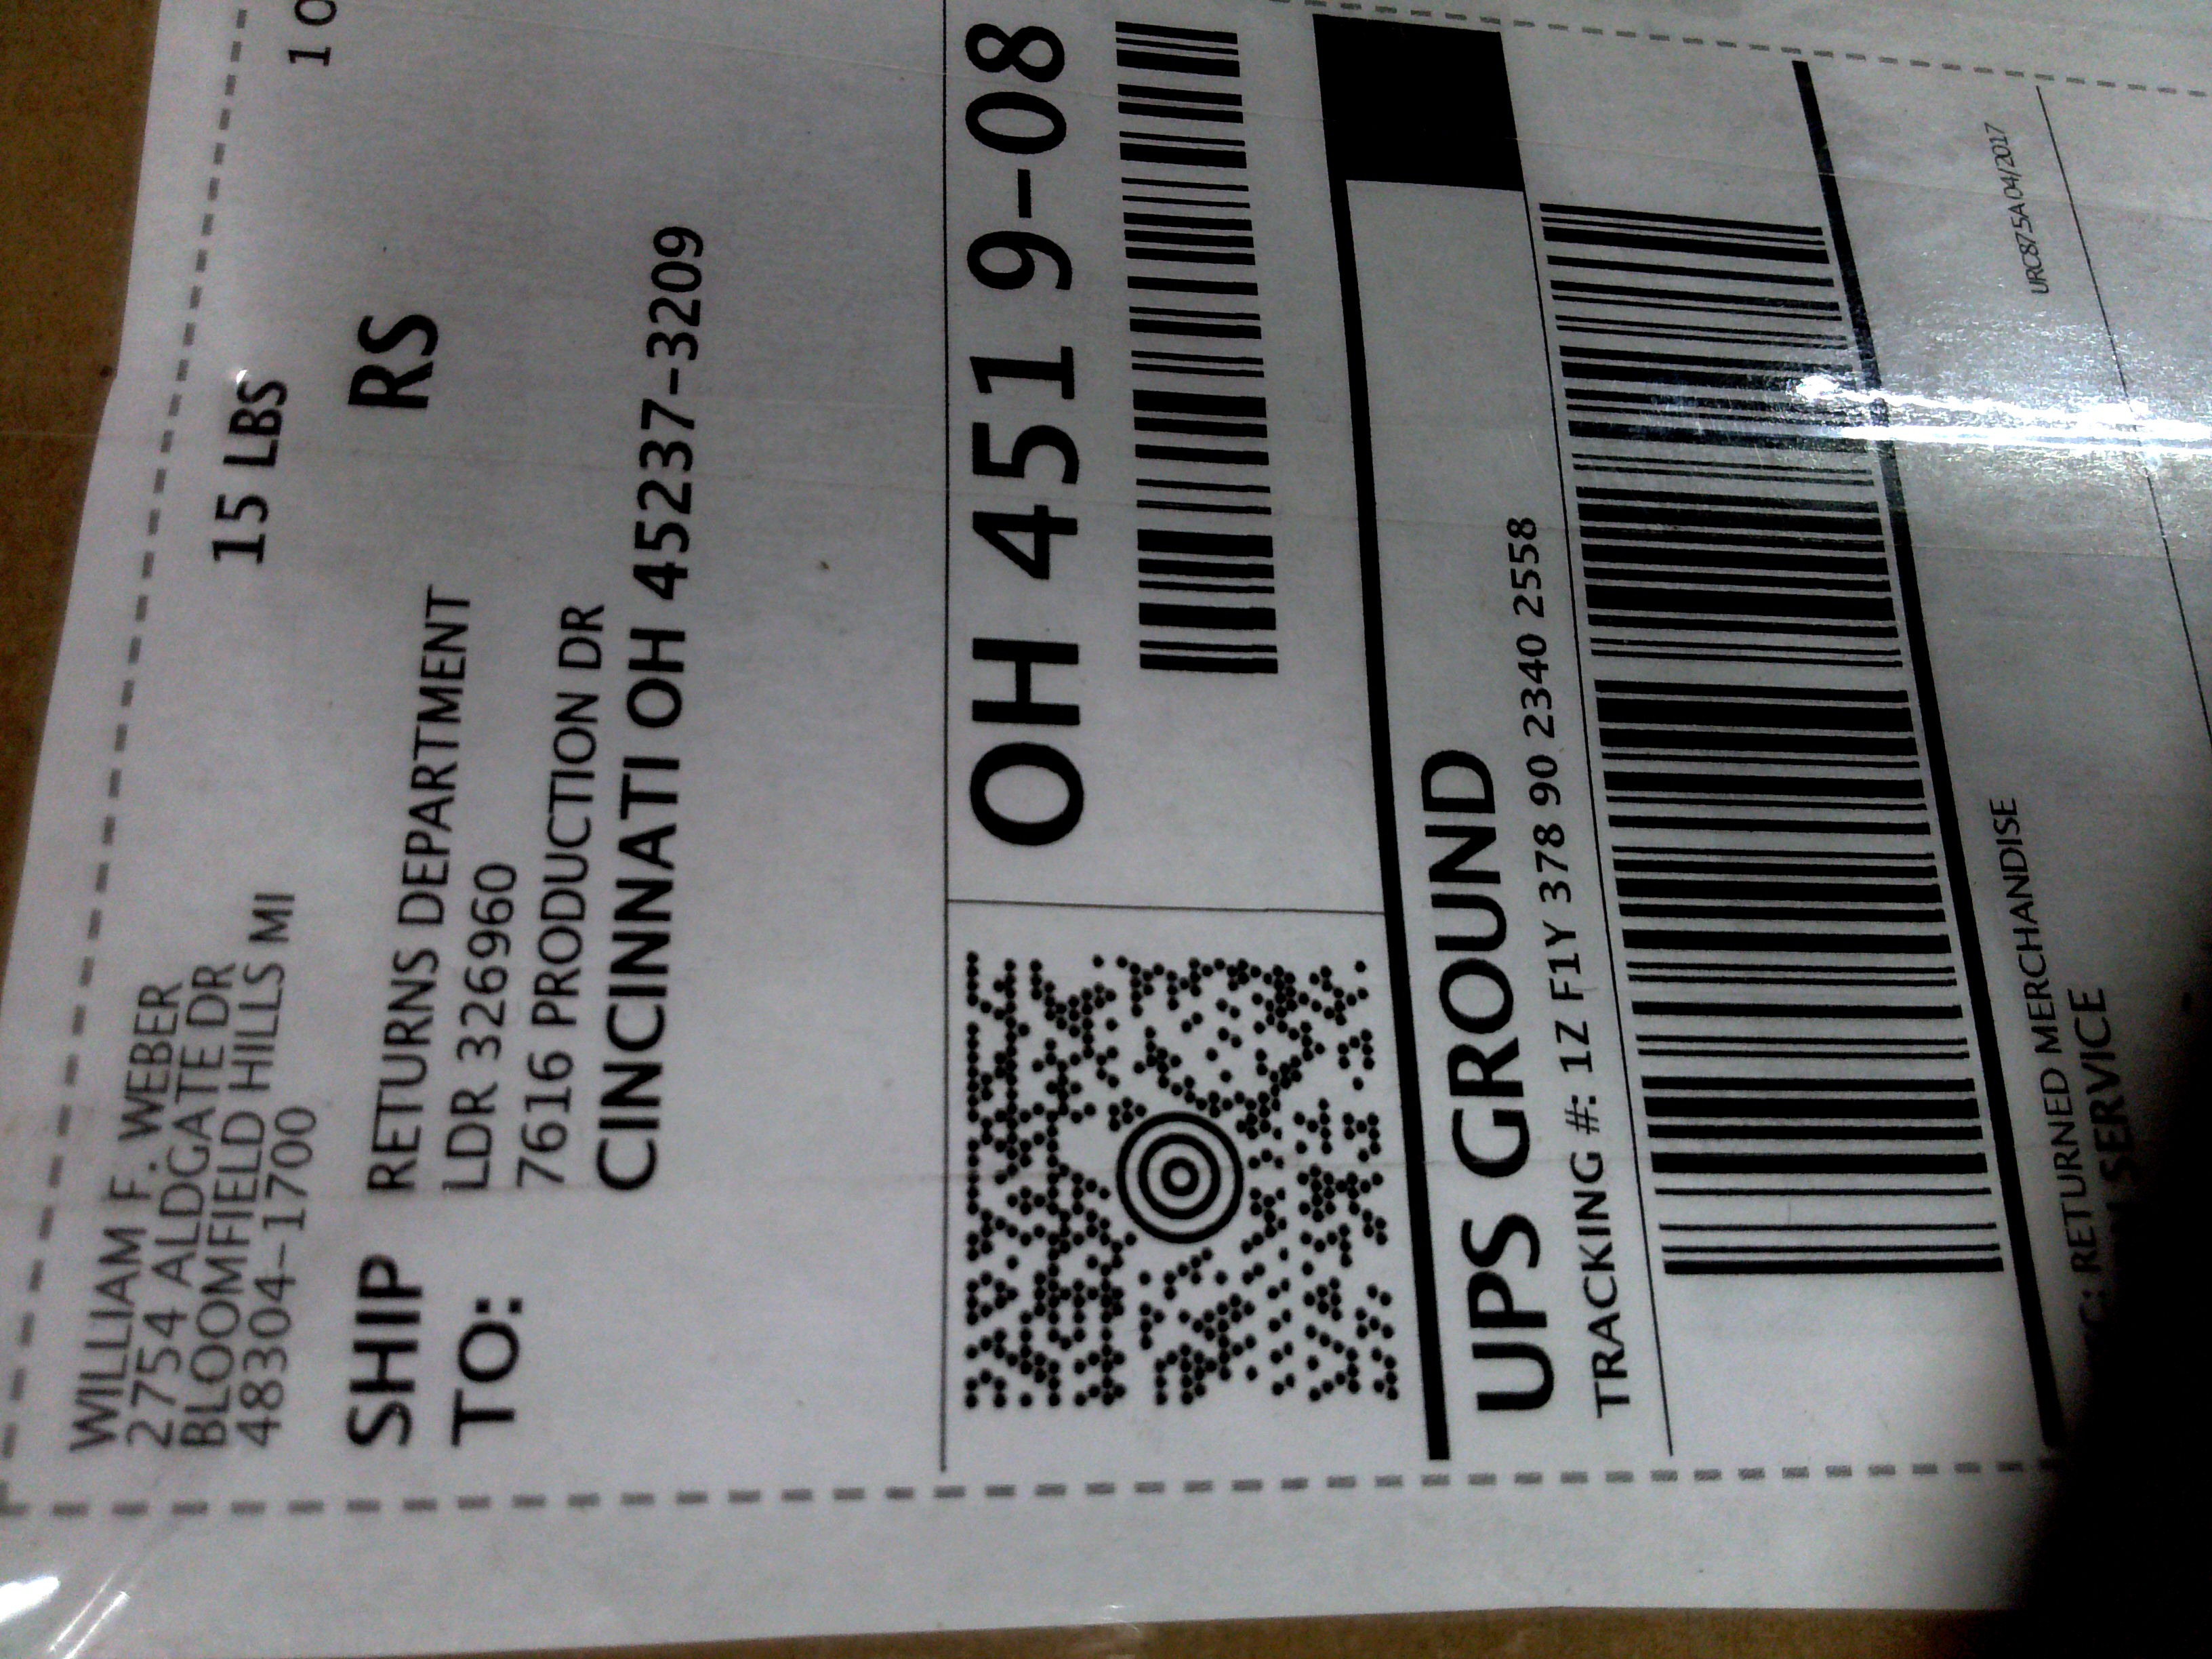 WILLIAM F. WEBER
2754 ALDGATE DR
BLOOMFIELD HILLS MI
48304-1700
15 LBS
1 0
RS
SHIP
TO:
RETURNS DEPARTMENT
LDR 326960
7616 PRODUCTION DR
CINCINNATI OH 45237-3209
OH 451 9-08
UPS GROUND
TRACKING #: 1Z F1Y 378 90 2340 2558
RETURNED MERCHANDISE
SERVICE
URC875A 04/2017